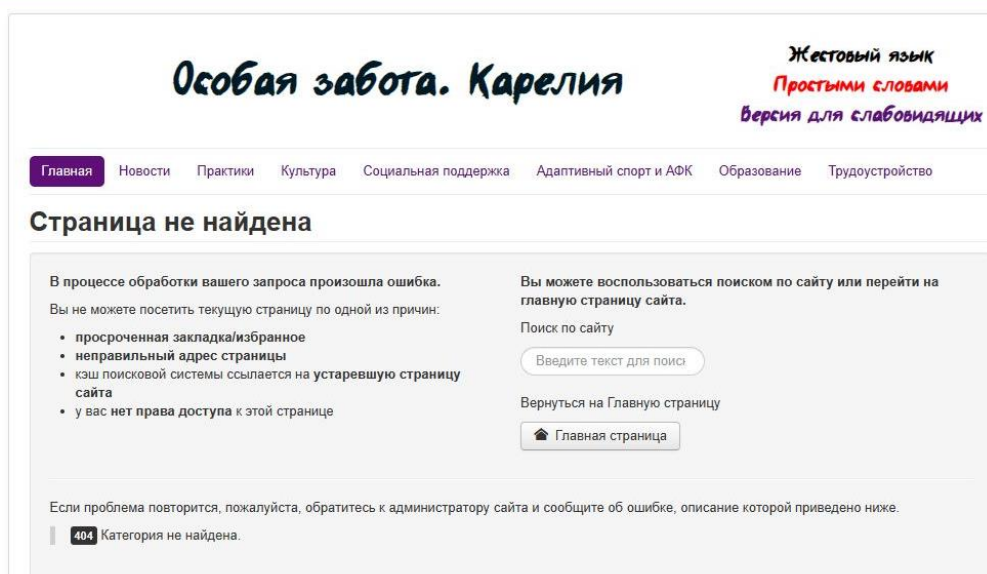 Особая забота. Карелия
Жестовый язык
Простыми словами
Версия для слабовидящих
Главная Новости Практики Культура Социальная поддержка Адаптивный спорт и АФК Образование Трудоустройство
Страница не найдена
В процессе обработки вашего запроса произошла ошибка.
Вы не можете посетить текущую страницу по одной из причин:
просроченная закладка/избранное
неправильный адрес страницы
кэш поисковой системы ссылается на устаревшую страницу
сайта
у вас нет права доступа к этой странице
Вы можете воспользоваться поиском по сайту или перейти на
главную страницу сайта.
Поиск по сайту
Введите текст для поиск
Вернуться на Главную страницу
Главная страница
Если проблема повторится, пожалуйста, обратитесь к администратору сайта и сообщите об ошибке, описание которой приведено ниже.
404 Категория не найдена.